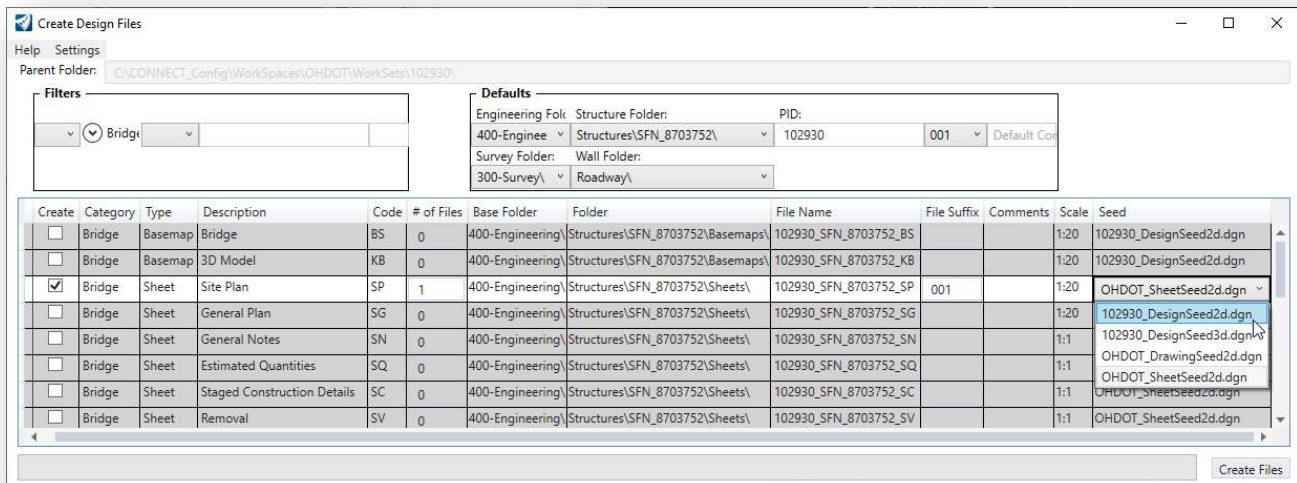 Create Design Files
Help Settings
Parent Folder: C:\CONNECT_Config\WorkSpaces\OHDOT\WorkSets\102930\
Filters
Bridge
Defaults
Engineering Fol Structure Folder: PID:
400-Enginee Structures\SFN_8703752\ 102930 001 Default Con
Survey Folder: Wall Folder:
300-Survey\ Roadway\
Create Category Type Description Code # of Files Base Folder Folder File Name File Suffix Comments Scale Seed
Bridge Basemap Bridge BS 0 400-Engineering\ Structures\SFN_8703752\Basemaps\ 102930_SFN_8703752_BS 1:20 102930_DesignSeed2d.dgn
Bridge Basemap 3D Model KB 0 400-Engineering\ Structures\SFN_8703752\Basemaps\ 102930_SFN_8703752_KB 1:20 102930_DesignSeed2d.dgn
Bridge Sheet Site Plan SP 1 400-Engineering\ Structures\SFN_8703752\Sheets\ 102930_SFN_8703752_SP 001 1:20 OHDOT_SheetSeed2d.dgn
Bridge Sheet General Plan SG 0 400-Engineering\ Structures\SFN_8703752\Sheets\ 102930_SFN_8703752_SG 1:20 102930_DesignSeed2d.dgn
Bridge Sheet General Notes SN 0 400-Engineering\ Structures\SFN_8703752\Sheets\ 102930_SFN_8703752_SN 1:1 102930_DesignSeed3d.dgn
Bridge Sheet Estimated Quantities SQ 0 400-Engineering\ Structures\SFN_8703752\Sheets\ 102930_SFN_8703752_SQ 1:1 OHDOT_DrawingSeed2d.dgn
OHDOT_SheetSeed2d.dgn
Bridge Sheet Staged Construction Details SC 0 400-Engineering\ Structures\SFN_8703752\Sheets\ 102930_SFN_8703752_SC 1:1 OHDOT_SheetSeed2d.dgn
Bridge Sheet Removal SV 0 400-Engineering\ Structures\SFN_8703752\Sheets\ 102930_SFN_8703752_SV 1:1 OHDOT_SheetSeed2d.dgn
Create Files